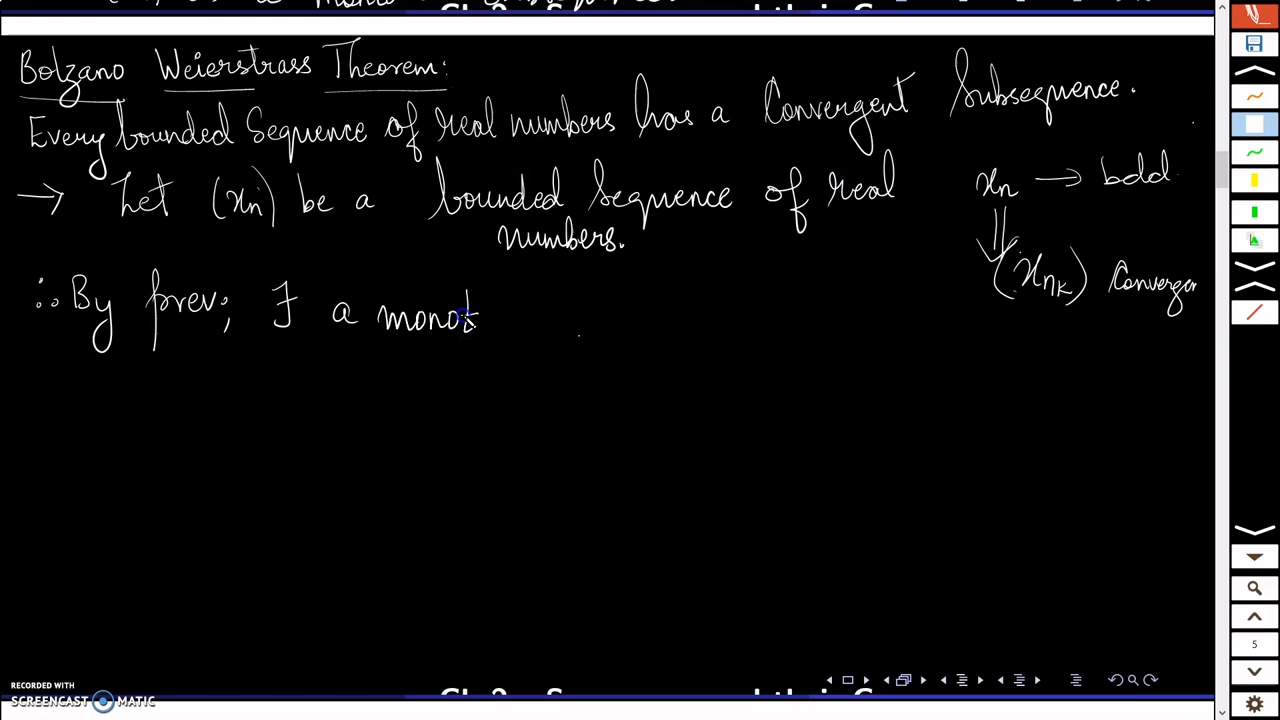 Bolzano Weierstrass Theorem:
Every bounded Sequence of real numbers has a Convergent Subsequence.
→ Let (xn) be a bounded Sequence of real numbers.
xn → bdd.
⇓
(xnk) Convergen
∴ By prev; ∃ a monot
5
RECORDED WITH
SCREENCAST MATIC